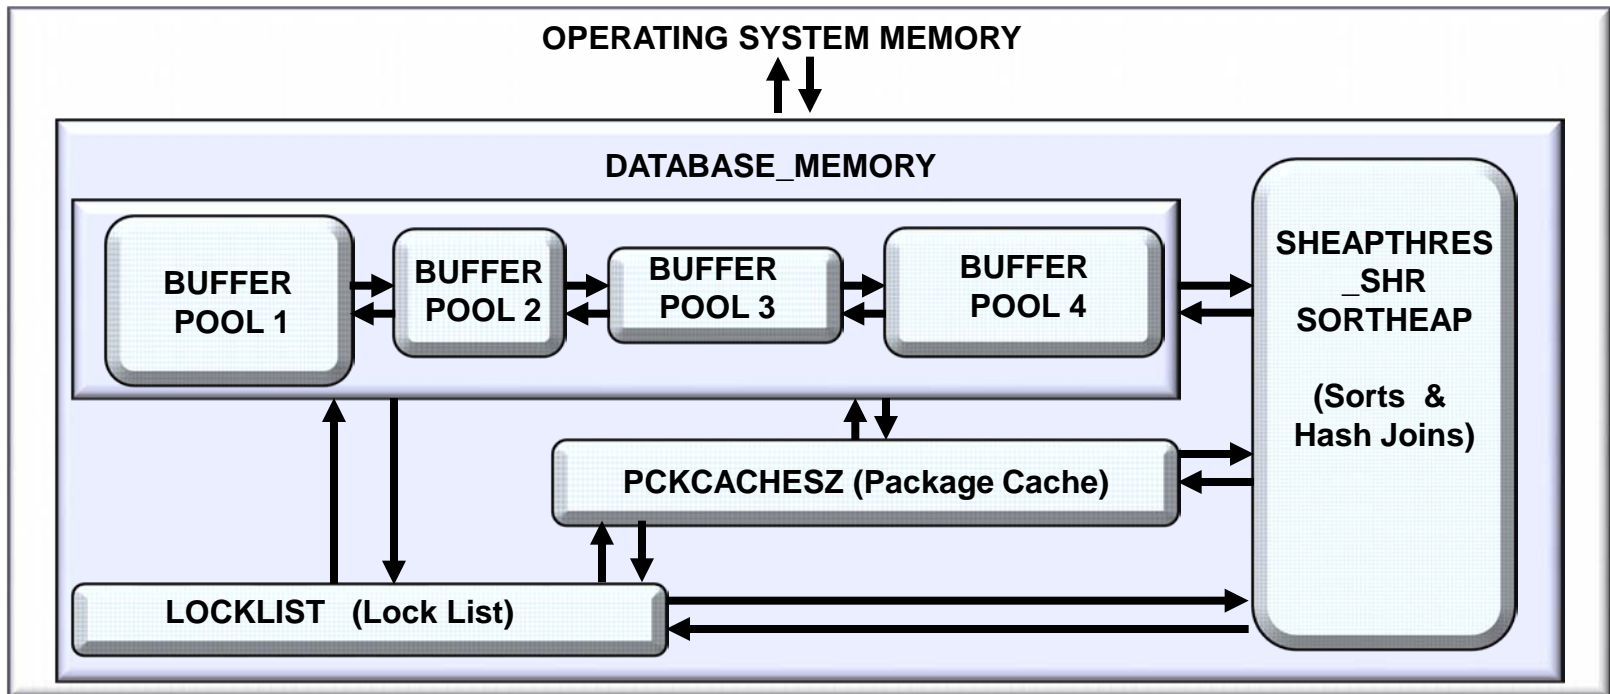 OPERATING SYSTEM MEMORY
DATABASE_MEMORY
BUFFER
POOL 1
BUFFER
POOL 2
BUFFER
POOL 3
BUFFER
POOL 4
SHEAPTHRES
_SHR
SORTHEAP
(Sorts &
Hash Joins)
PCKCACHESZ (Package Cache)
LOCKLIST (Lock List)